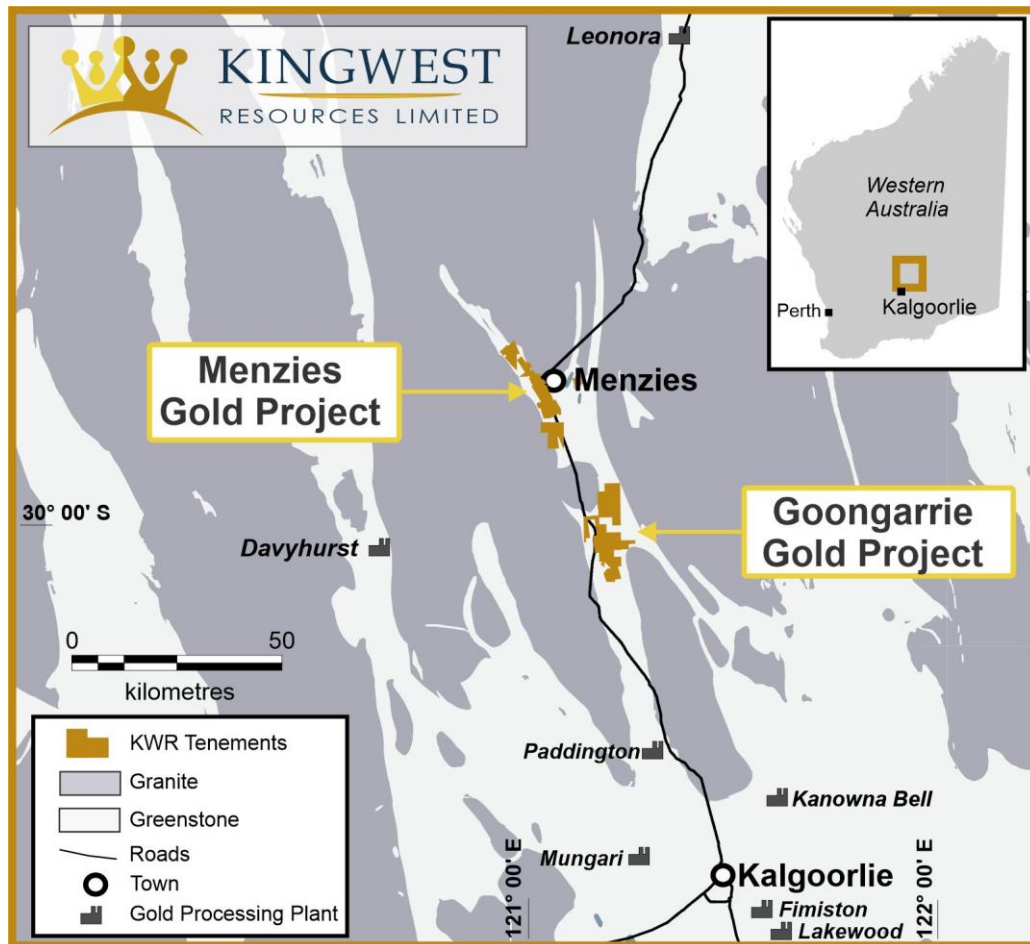 KINGWEST
RESOURCES LIMITED
Leonora
Western
Australia
Perth
Kalgoorlie
Menzies
Gold Project
Menzies
30° 00' S
Davyhurst
Goongarrie
Gold Project
0 50
kilometres
KWR Tenements
Granite
Greenstone
Roads
Town
Gold Processing Plant
Paddington
Kanowna Bell
Mungari
Kalgoorlie
Fimiston
Lakewood
121° 00' E
122° 00' E